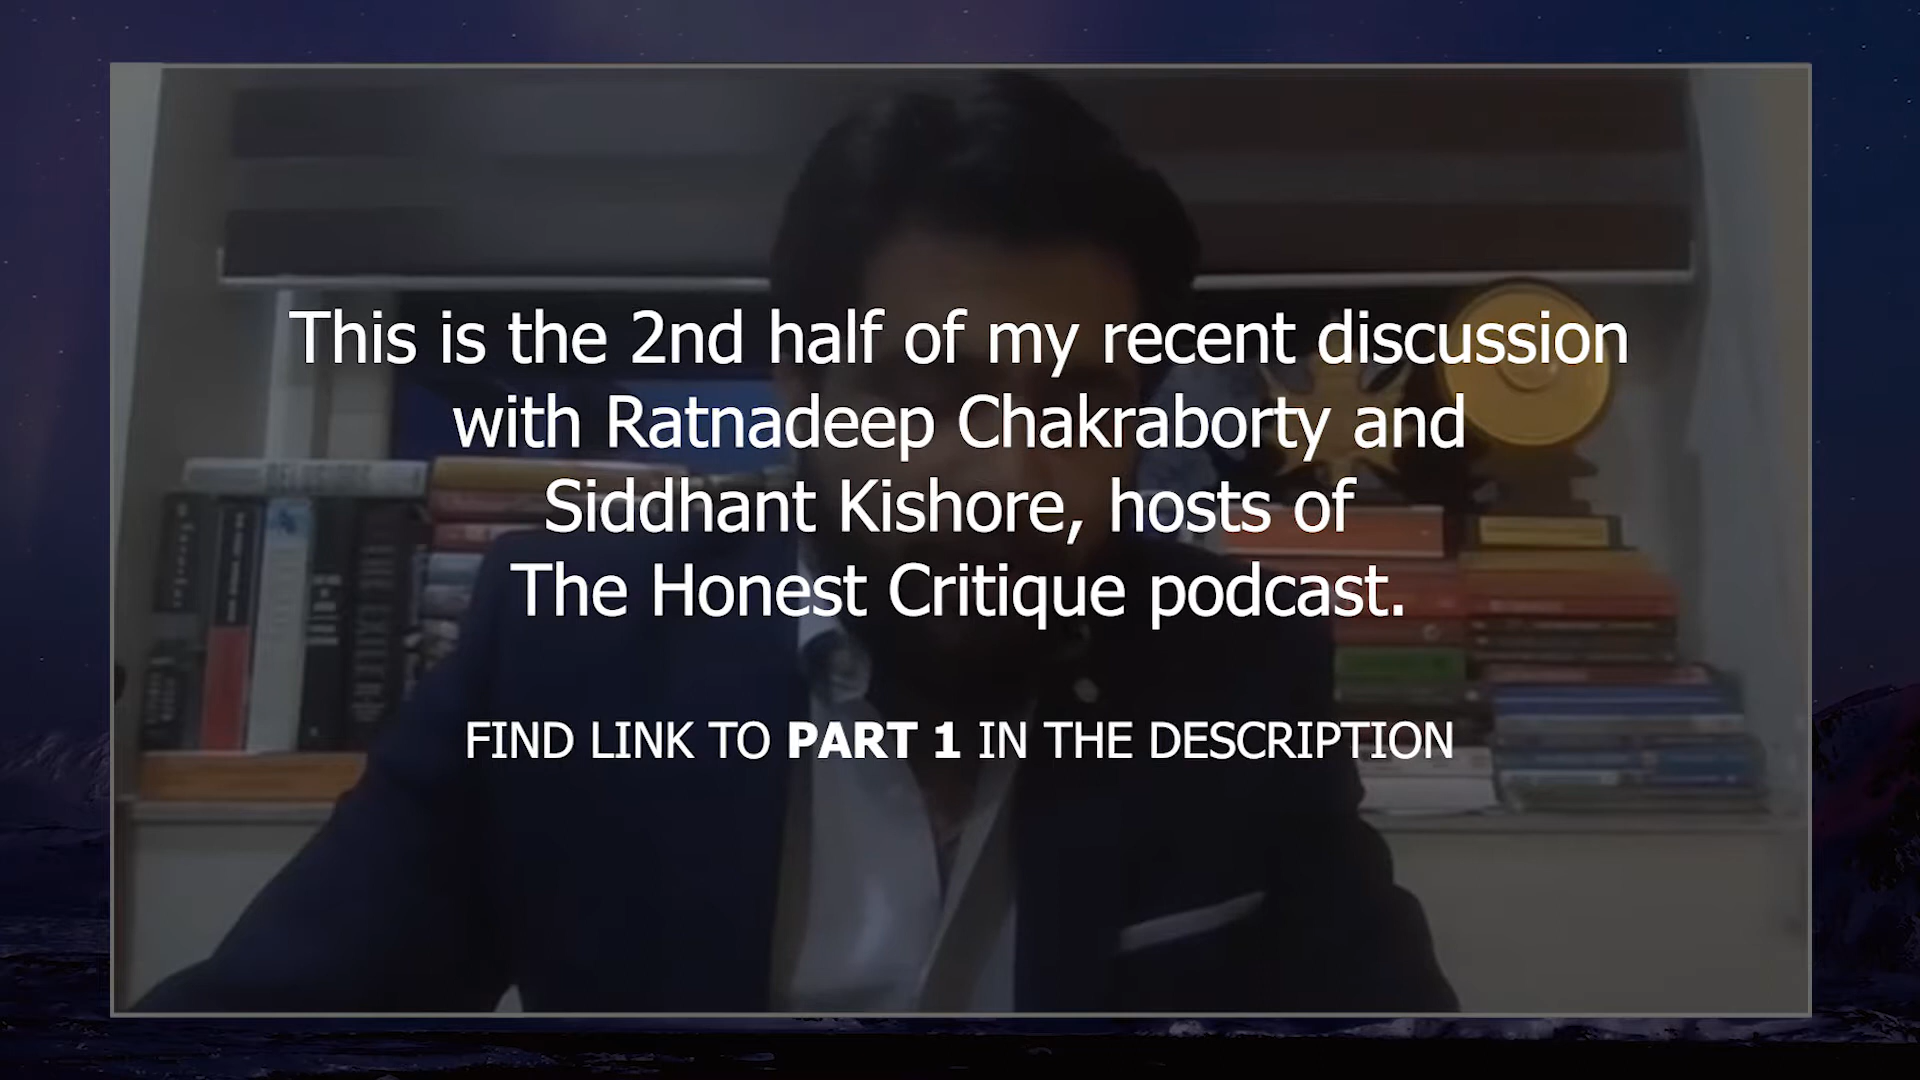 This is the 2nd half of my recent discussion
with Ratnadeep Chakraborty and
Siddhant Kishore, hosts of
The Honest Critique podcast.
FIND LINK TO PART 1 IN THE DESCRIPTION